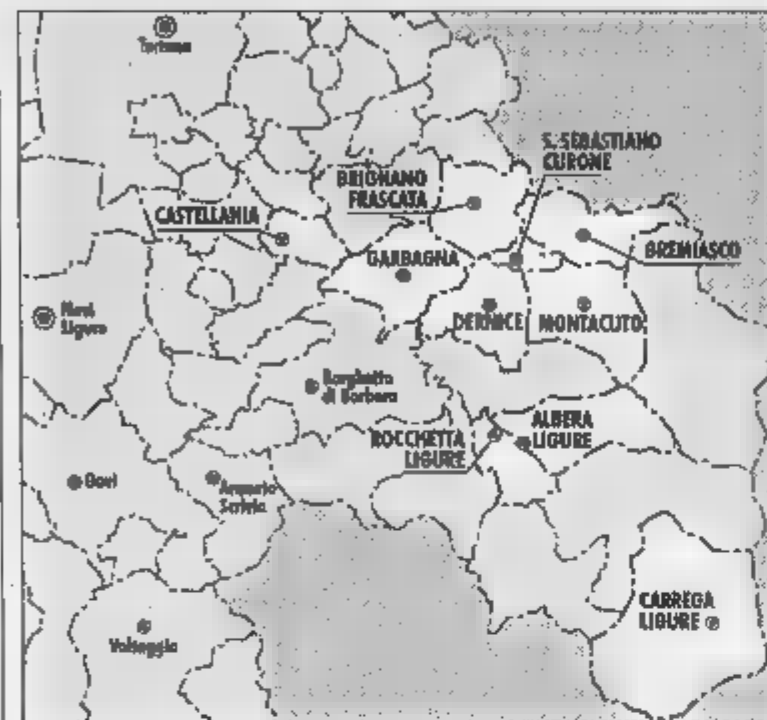 Tortona
S. SEBASTIANO
CURONE
BRIGNANO
FRASCATA
CASTELLANIA
GARBAGNA
BREMIASCO
Novi
Ligure
DERNICE
MONTACUTO
Borghetto
di Borbera
ALBERA
LIGURE
ROCCHETTA
LIGURE
Gavi
Arquata
Scrivia
CARREGA
LIGURE
Voltaggio